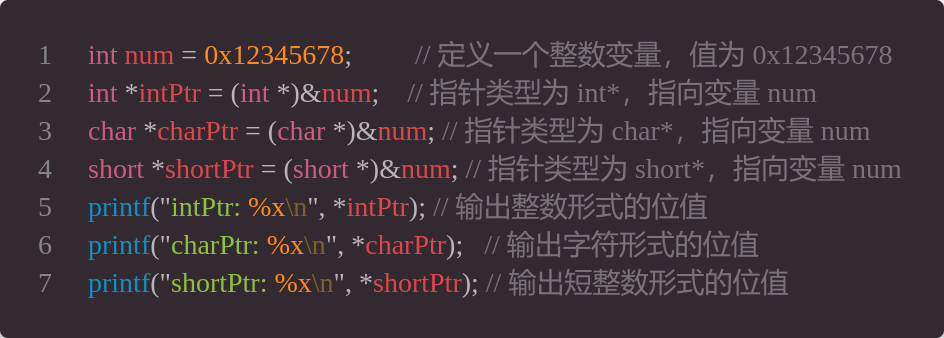 1 int num = 0x12345678; // 定义一个整数变量，值为 0x12345678
2 int *intPtr = (int *)&num; // 指针类型为 int*，指向变量 num
3 char *charPtr = (char *)&num; // 指针类型为 char*，指向变量 num
4 short *shortPtr = (short *)&num; // 指针类型为 short*，指向变量 num
5 printf("intPtr: %x\n", *intPtr); // 输出整数形式的位值
6 printf("charPtr: %x\n", *charPtr); // 输出字符形式的位值
7 printf("shortPtr: %x\n", *shortPtr); // 输出短整数形式的位值